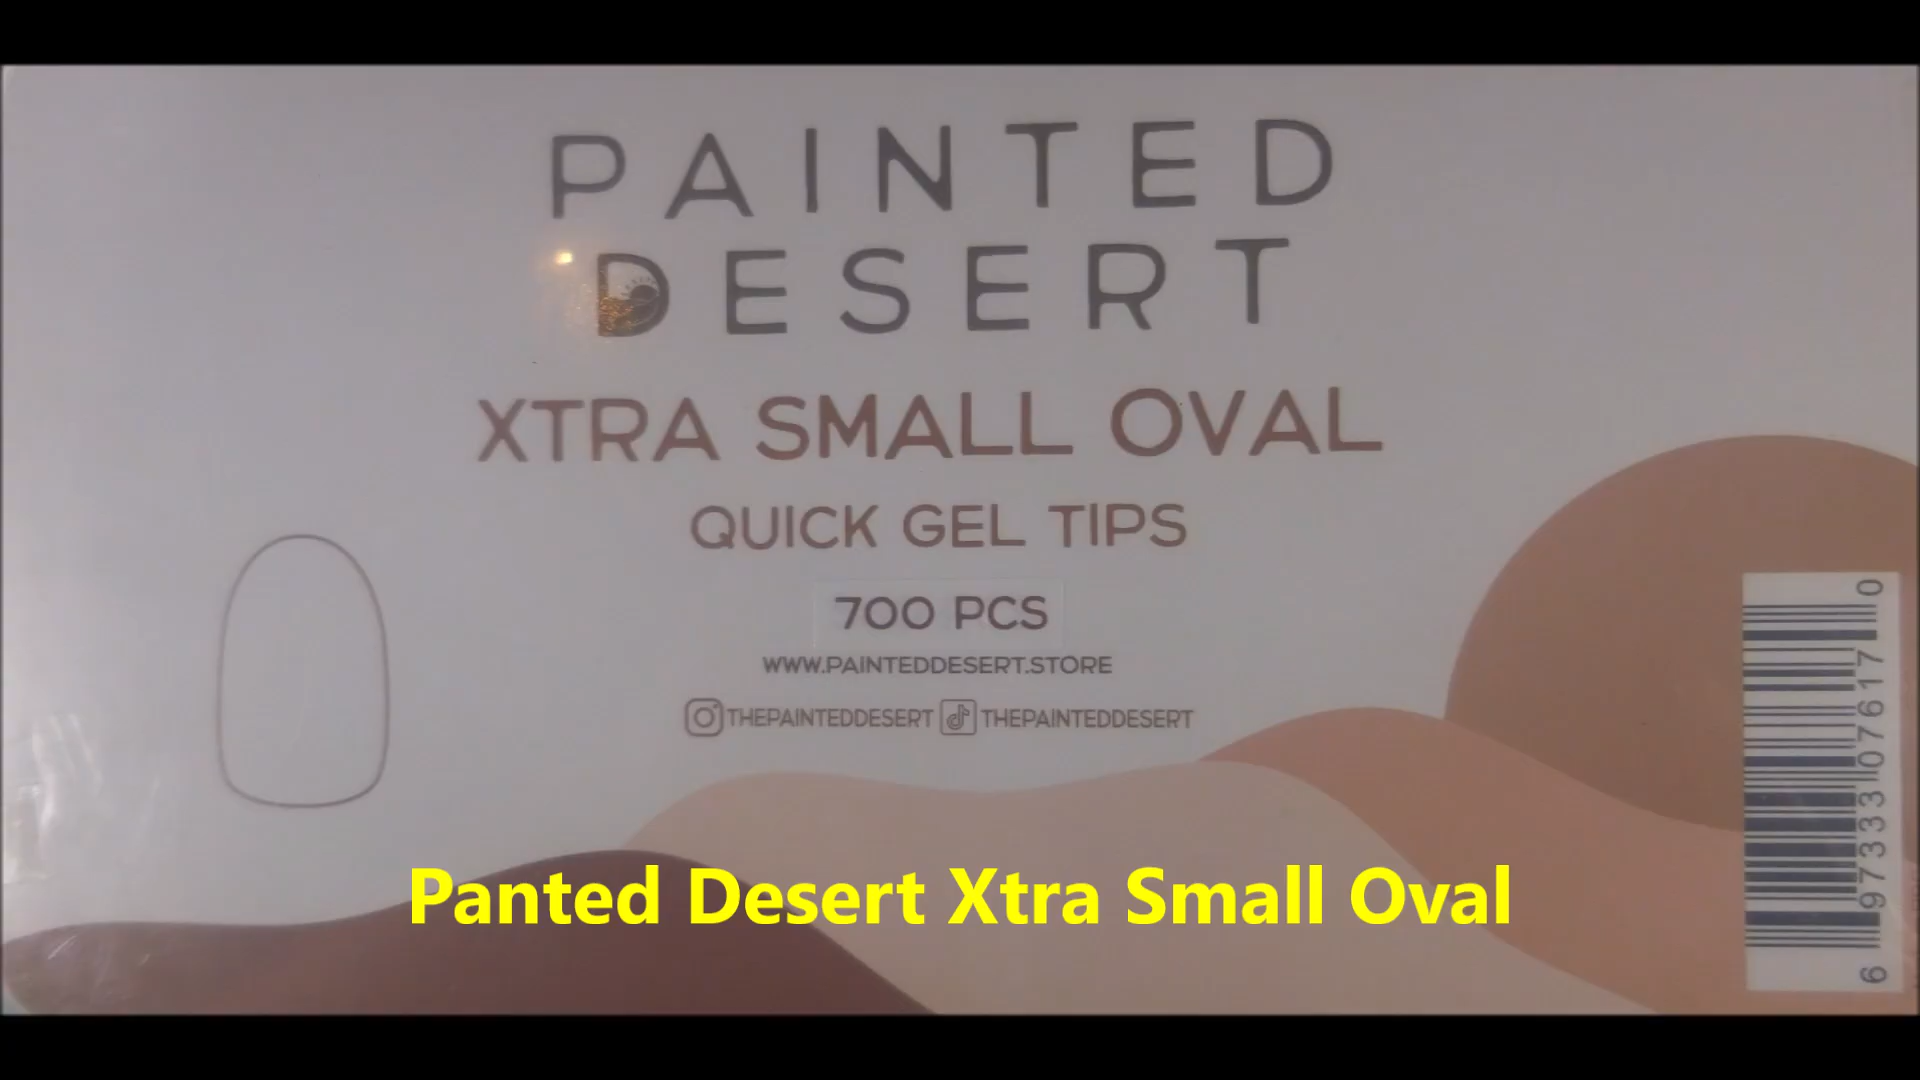 PAINTED
DESERT
XTRA SMALL OVAL
QUICK GEL TIPS
700 PCS
WWW.PAINTEDDESERT.STORE
THEPAINTEDDESERT THEPAINTEDDESERT
6 97333 07617 0
Panted Desert Xtra Small Oval